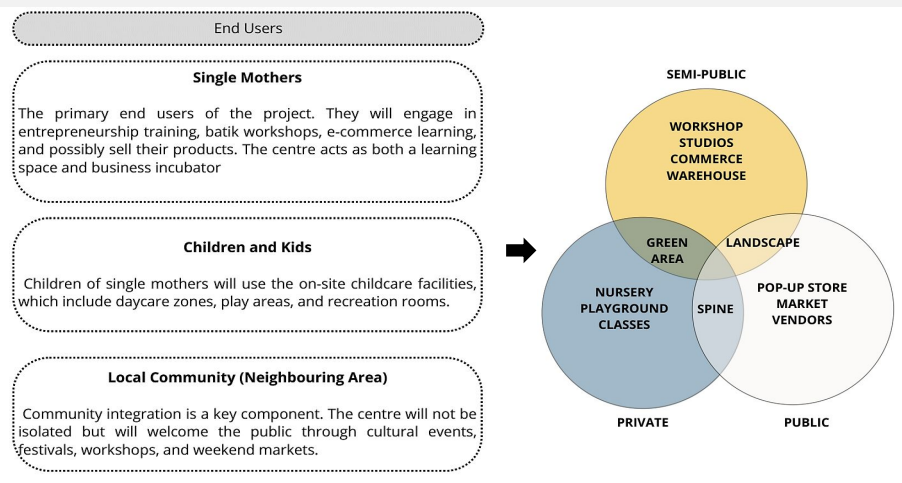 End Users
Single Mothers
The primary end users of the project. They will engage in
entrepreneurship training, batik workshops, e-commerce learning,
and possibly sell their products. The centre acts as both a learning
space and business incubator
Children and Kids
Children of single mothers will use the on-site childcare facilities,
which include daycare zones, play areas, and recreation rooms.
Local Community (Neighbouring Area)
Community integration is a key component. The centre will not be
isolated but will welcome the public through cultural events,
festivals, workshops, and weekend markets.
SEMI-PUBLIC
WORKSHOP
STUDIOS
COMMERCE
WAREHOUSE
GREEN
AREA
LANDSCAPE
NURSERY
PLAYGROUND
CLASSES
SPINE
POP-UP STORE
MARKET
VENDORS
PRIVATE
PUBLIC